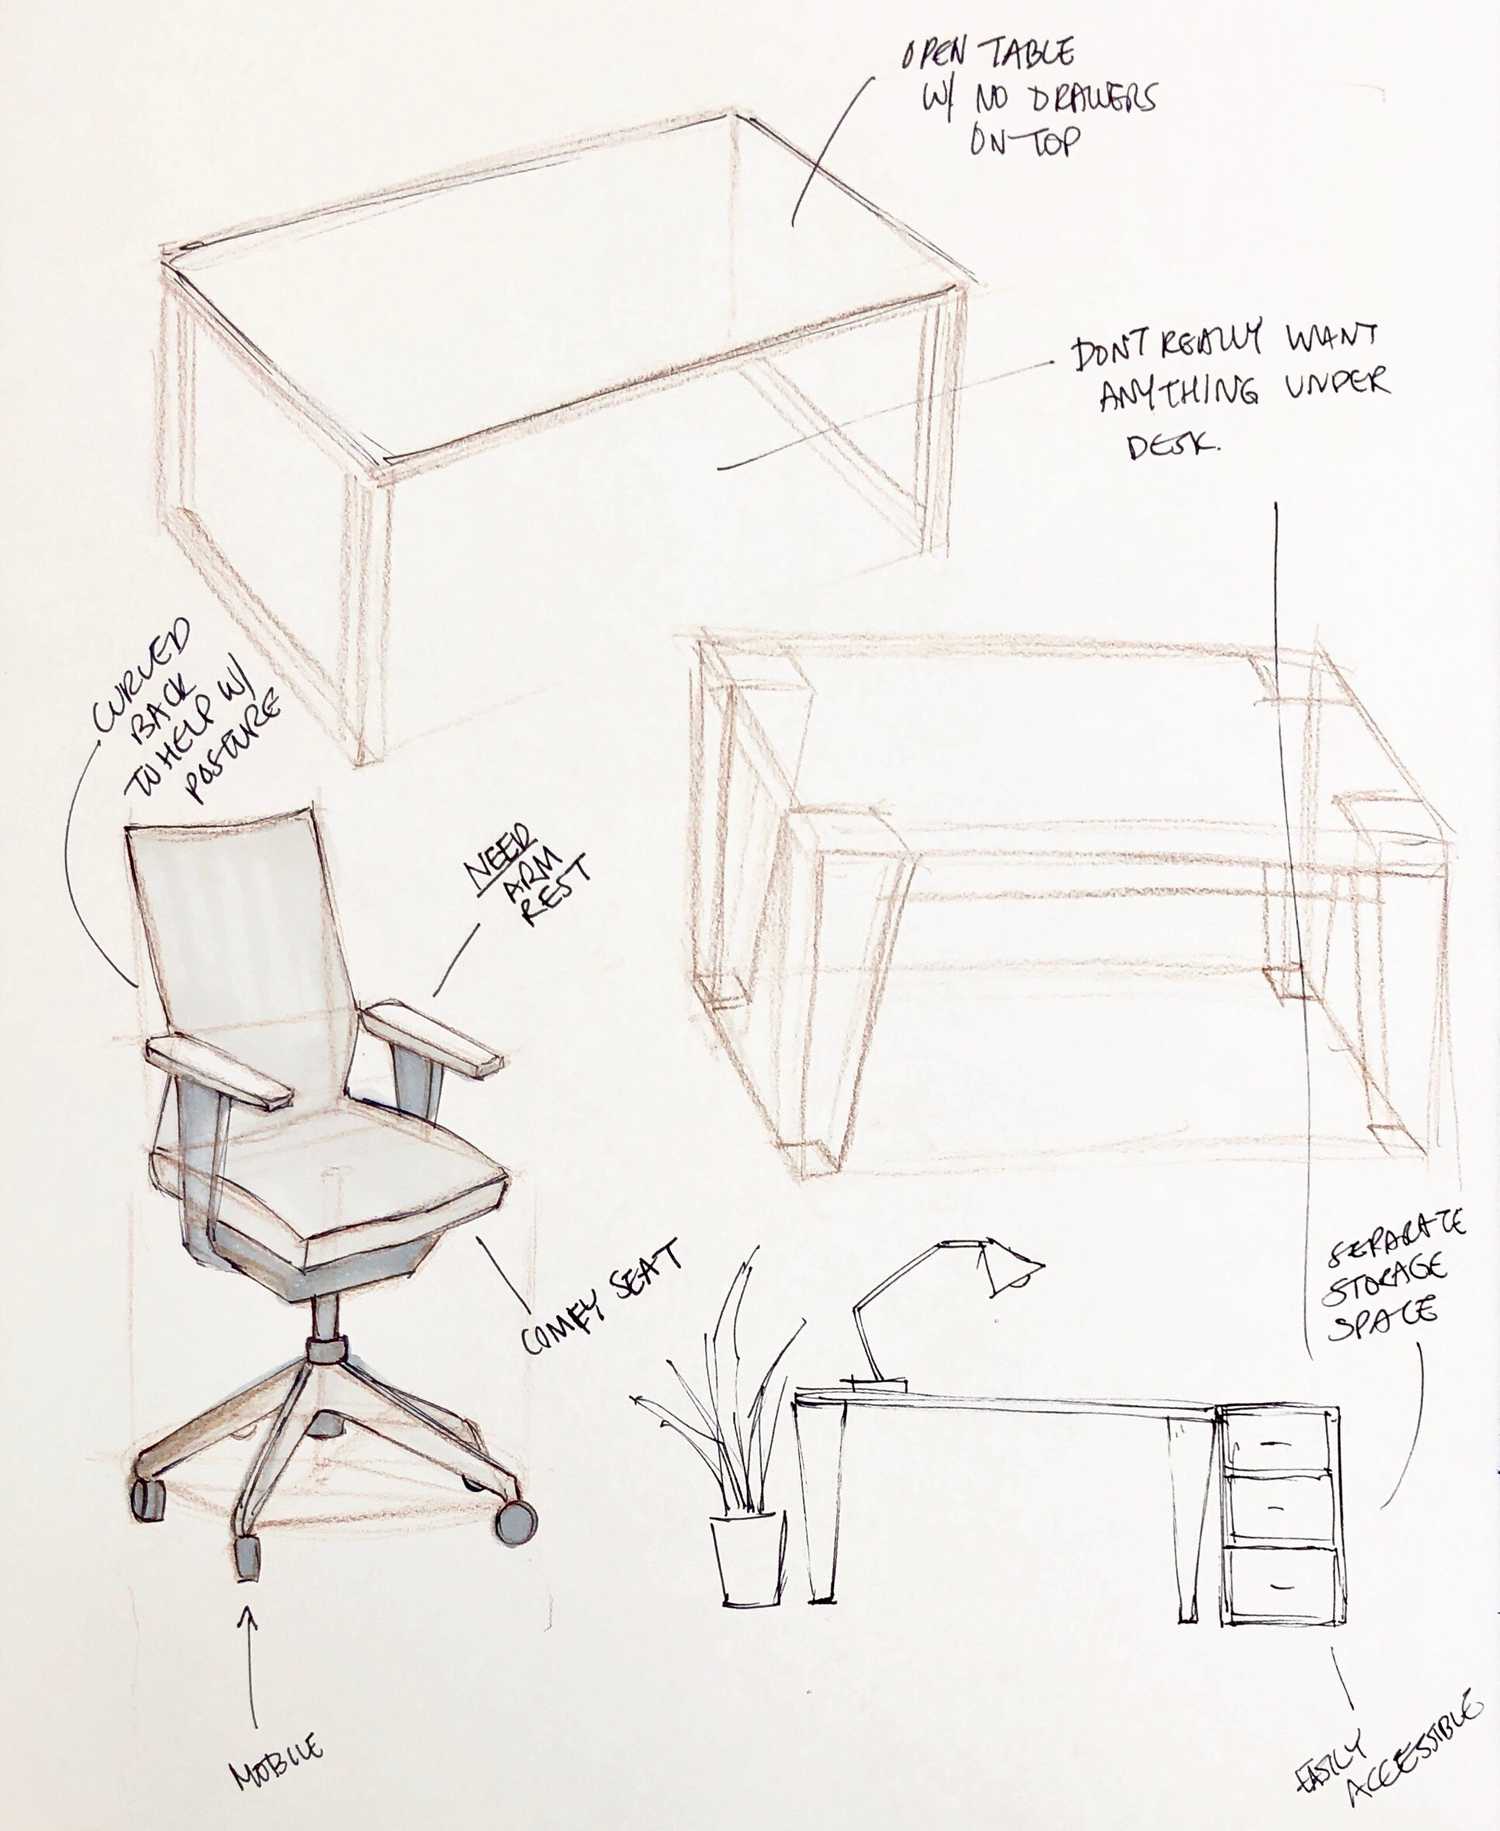 OPEN TABLE
W/ NO DRAWERS
ON TOP
DONT REALLY WANT
ANYTHING UNDER
DESK.
CURVED
BACK
TO HELP W/
POSTURE
NEED
ARM
REST
COMFY SEAT
SEPARATE
STORAGE
SPACE
MOBILE
EASILY
ACCESSIBLE